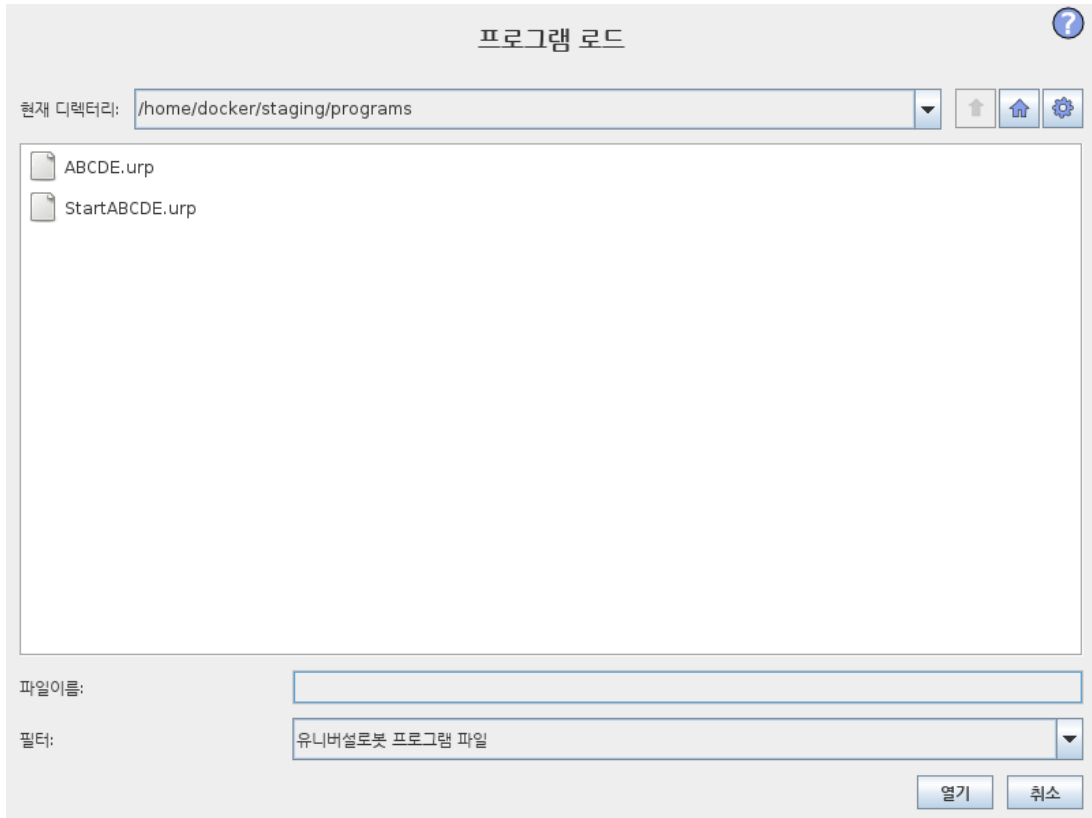 프로그램 로드
?
현재 디렉터리: /home/docker/staging/programs
ABCDE.urp
StartABCDE.urp
파일이름:
필터: 유니버설로봇 프로그램 파일
열기 취소